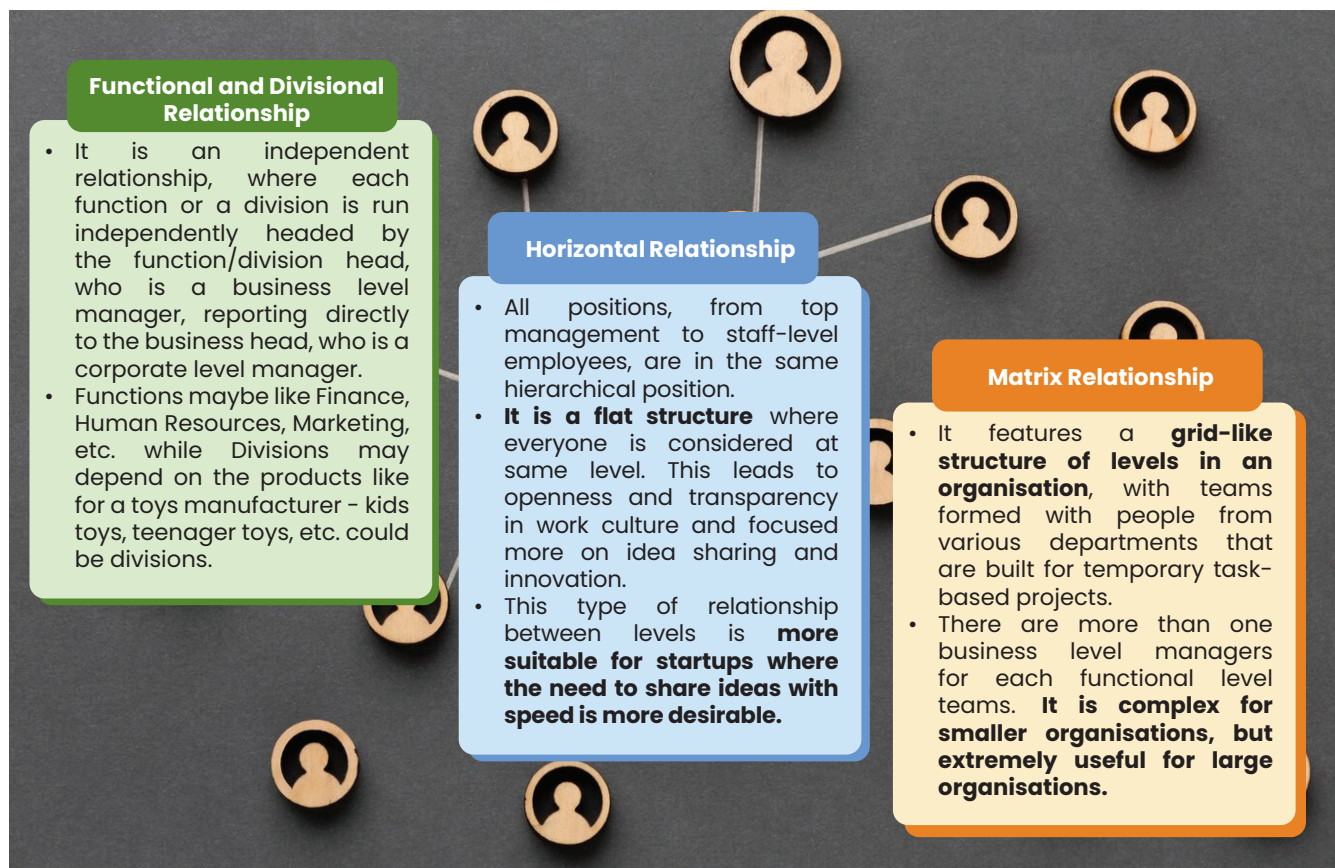 Functional and Divisional
Relationship
• It is an independent
relationship, where each
function or a division is run
independently headed by
the function/division head,
who is a business level
manager, reporting directly
to the business head, who is a
corporate level manager.
• Functions maybe like Finance,
Human Resources, Marketing,
etc. while Divisions may
depend on the products like
for a toys manufacturer - kids
toys, teenager toys, etc. could
be divisions.
Horizontal Relationship
• All positions, from top
management to staff-level
employees, are in the same
hierarchical position.
• It is a flat structure where
everyone is considered at
same level. This leads to
openness and transparency
in work culture and focused
more on idea sharing and
innovation.
• This type of relationship
between levels is more
suitable for startups where
the need to share ideas with
speed is more desirable.
Matrix Relationship
• It features a grid-like
structure of levels in an
organisation, with teams
formed with people from
various departments that
are built for temporary task-
based projects.
• There are more than one
business level managers
for each functional level
teams. It is complex for
smaller organisations, but
extremely useful for large
organisations.